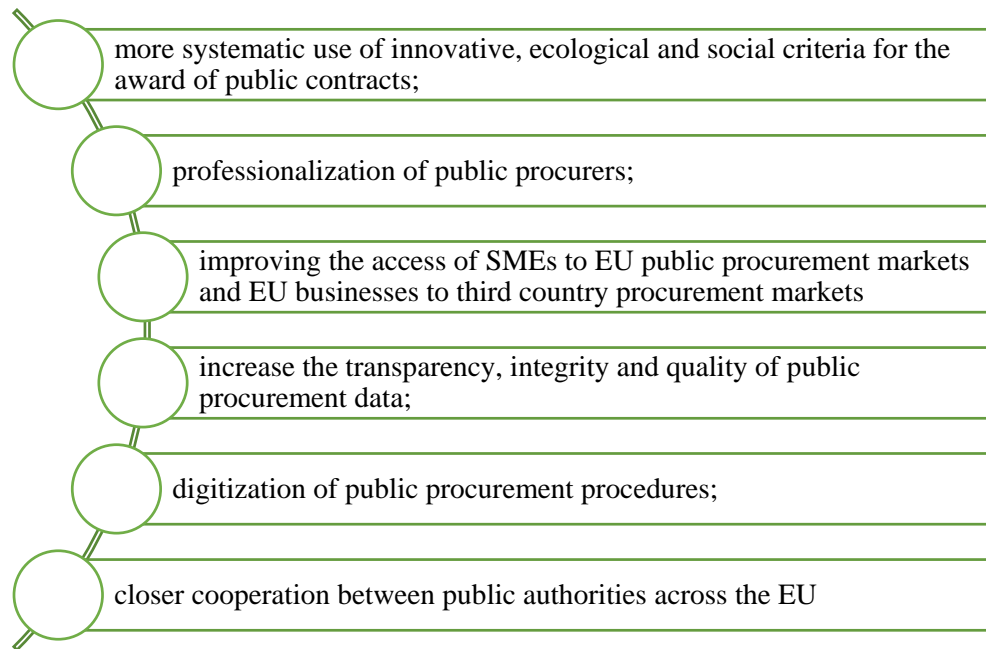 more systematic use of innovative, ecological and social criteria for the
award of public contracts;
professionalization of public procurers;
improving the access of SMEs to EU public procurement markets
and EU businesses to third country procurement markets
increase the transparency, integrity and quality of public
procurement data;
digitization of public procurement procedures;
closer cooperation between public authorities across the EU